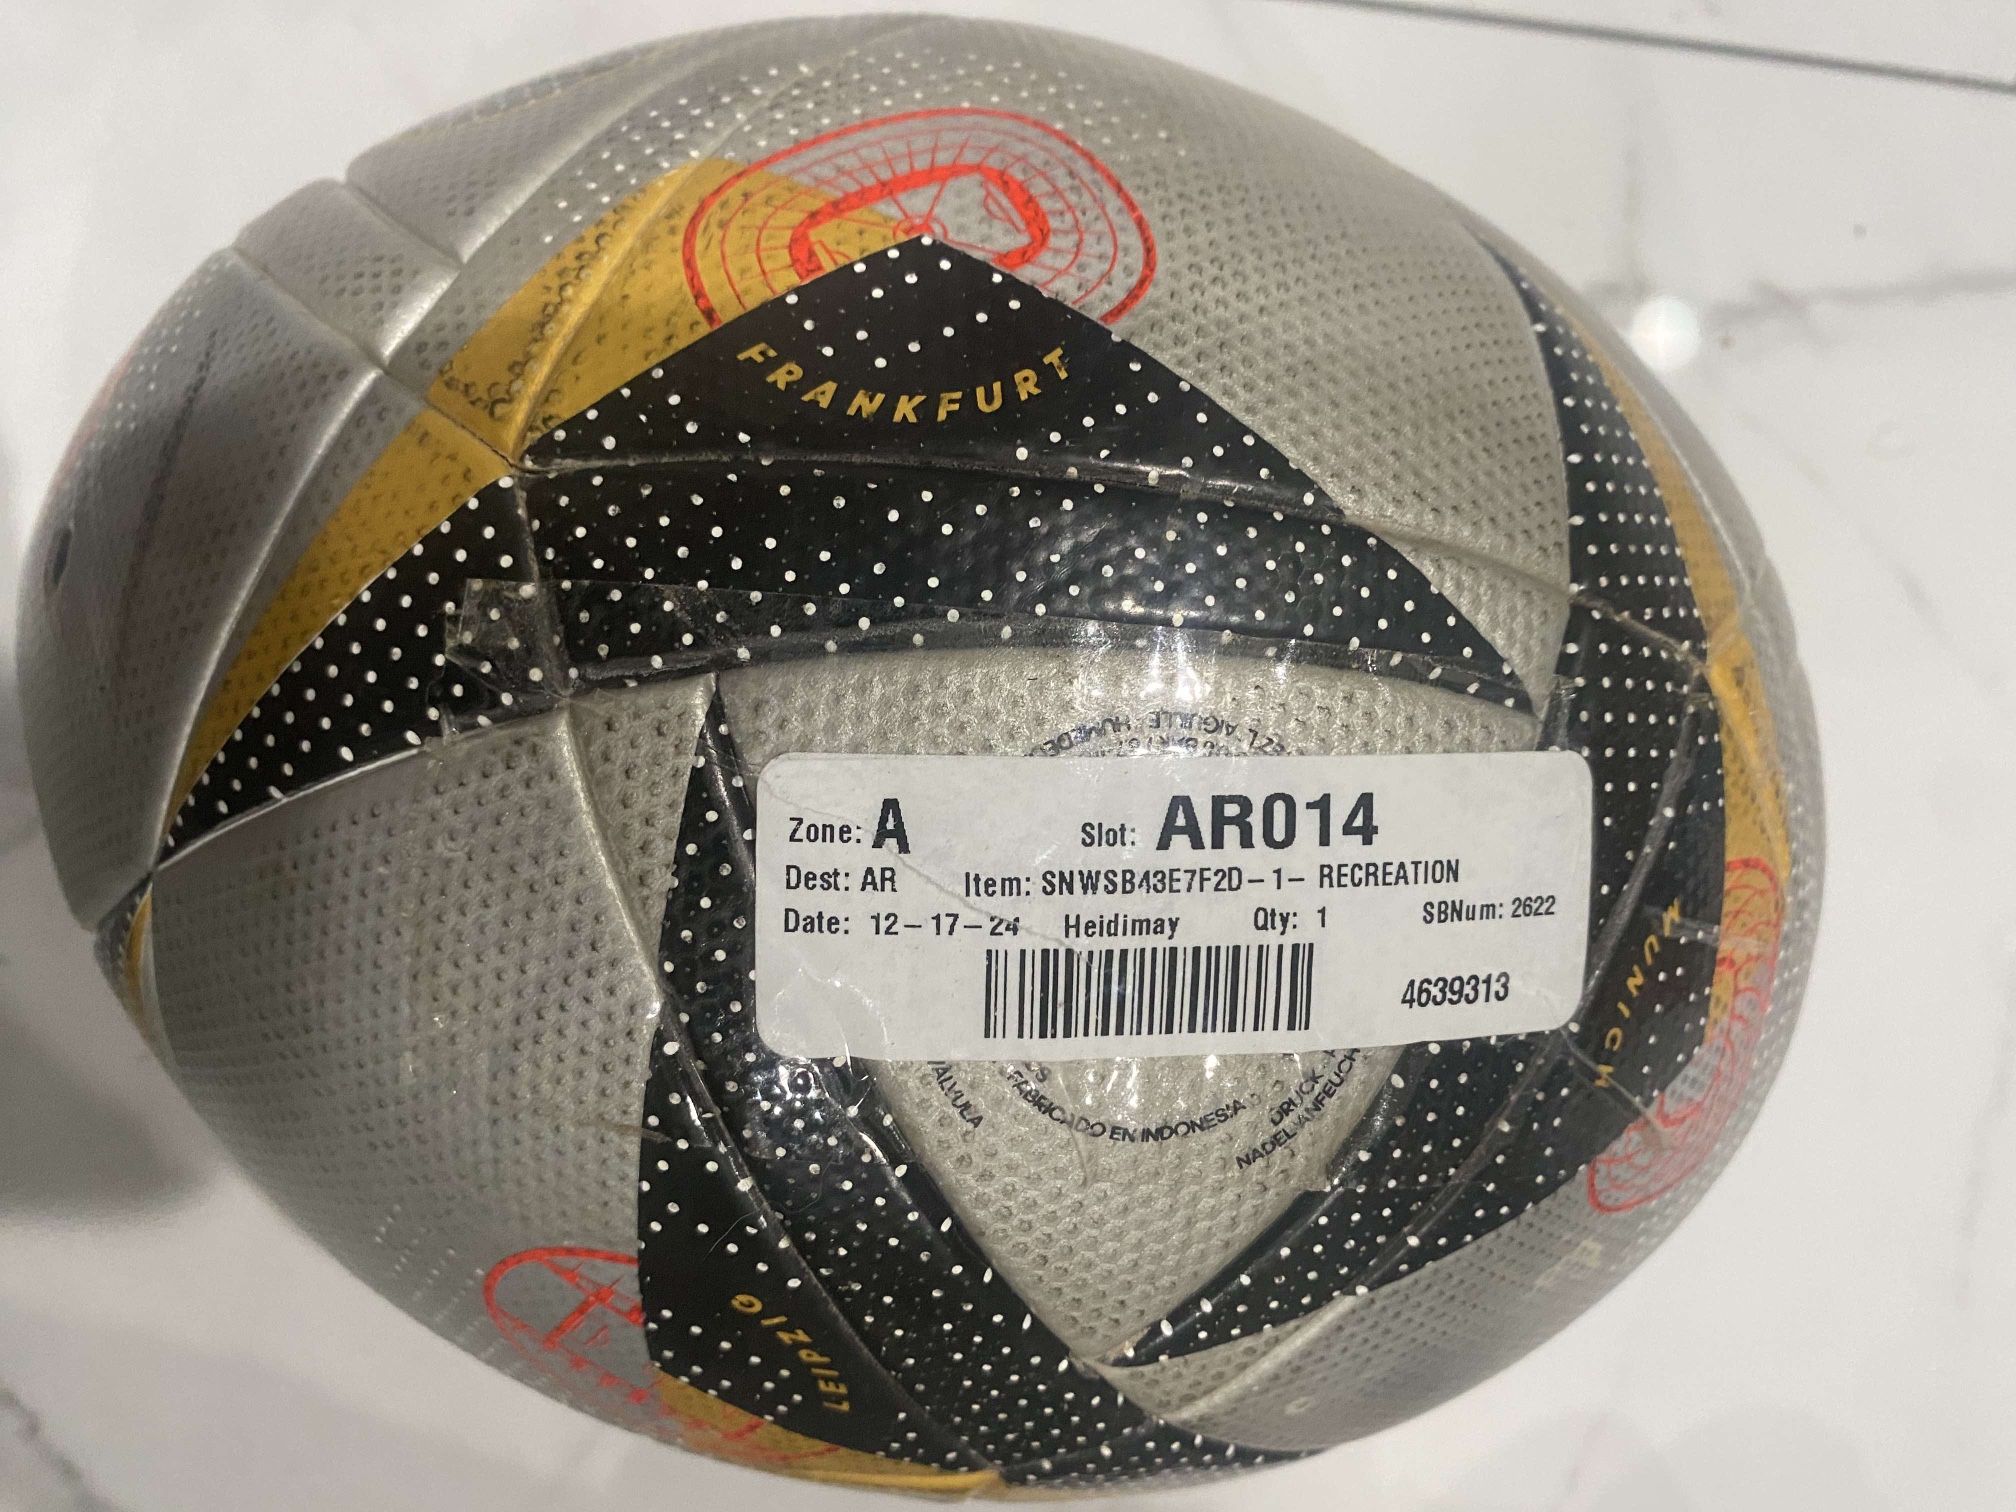 FRANKFURT
Zone: A Slot: AR014
Dest: AR Item: SNWSB43E7F2D-1- RECREATION
Date: 12-17-24 Heidimay Qty: 1 SBNum: 2622
4639313
MUNICH
FABRICADO EN INDONESIA
DRUCK
NADEL ANFEUCH
LEIPZIG